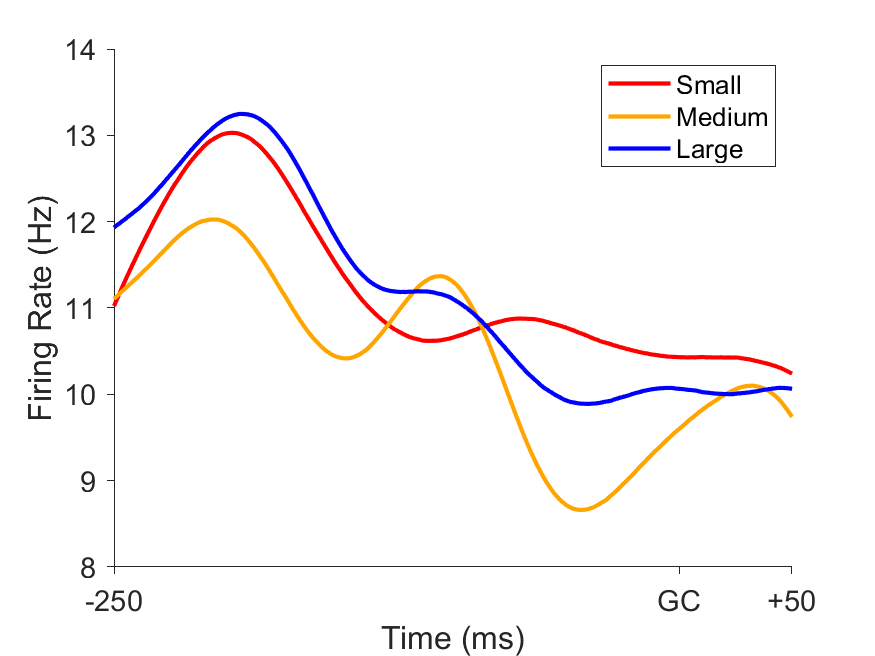 14
13
12
11
10
9
8
Firing Rate (Hz)
Small
Medium
Large
-250
GC
+50
Time (ms)